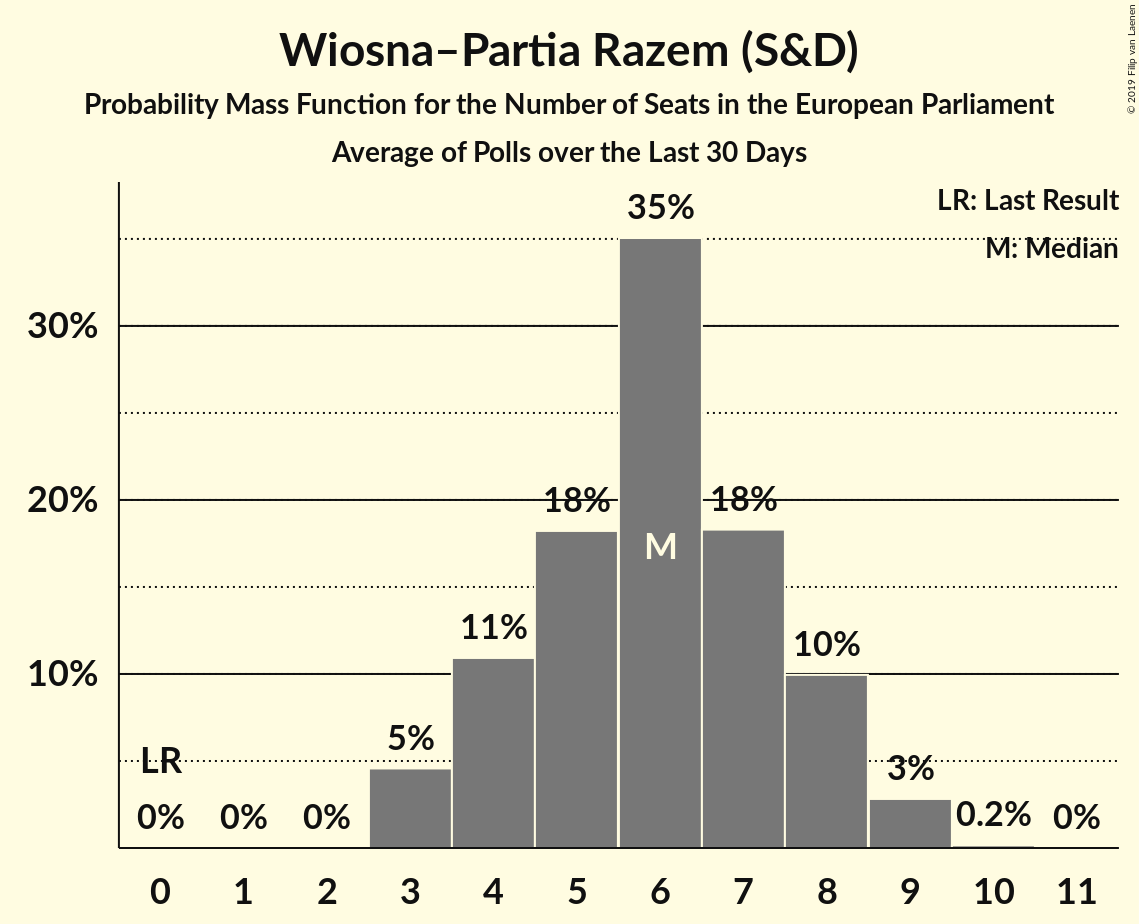 Wiosna–Partia Razem (S&D)
Probability Mass Function for the Number of Seats in the European Parliament
Average of Polls over the Last 30 Days
© 2019 Filip van Laenen
LR: Last Result
M: Median
35%
30%
20%
18%
18%
M
11%
10%
10%
5%
LR
3%
0%
0%
0%
0.2%
0%
0 1 2 3 4 5 6 7 8 9 10 11